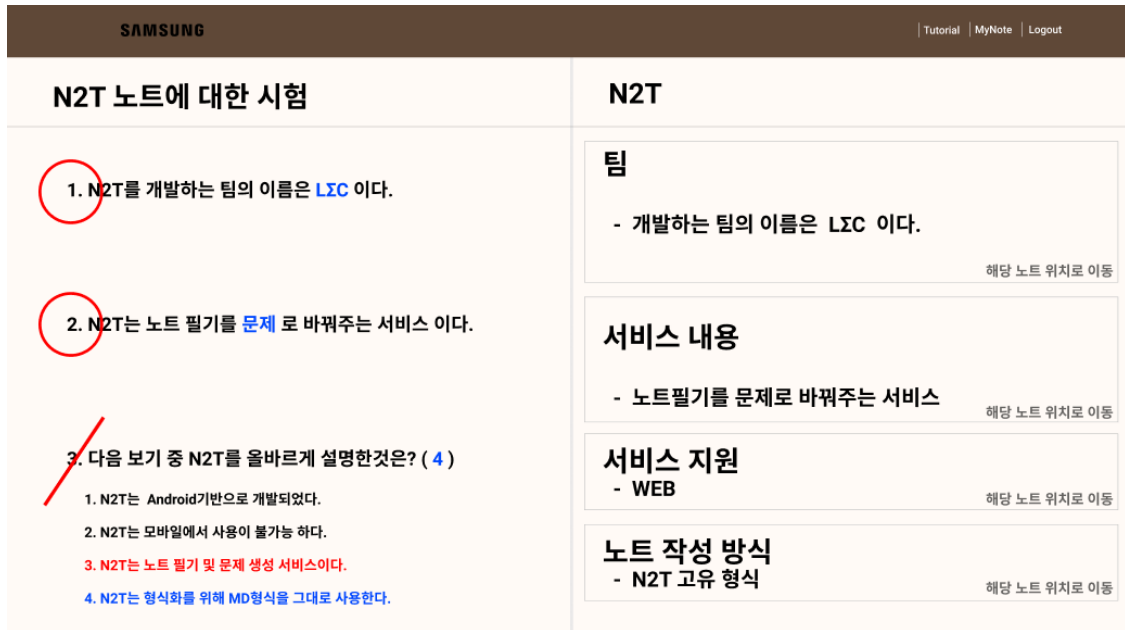 SAMSUNG
Tutorial
MyNote
Logout
N2T 노트에 대한 시험
1. N2T를 개발하는 팀의 이름은 LΣC 이다.
2. N2T는 노트 필기를 문제 로 바꿔주는 서비스 이다.
3. 다음 보기 중 N2T를 올바르게 설명한것은? ( 4 )
1. N2T는 Android기반으로 개발되었다.
2. N2T는 모바일에서 사용이 불가능 하다.
3. N2T는 노트 필기 및 문제 생성 서비스이다.
4. N2T는 형식화를 위해 MD형식을 그대로 사용한다.
N2T
팀
- 개발하는 팀의 이름은 LΣC 이다.
해당 노트 위치로 이동
서비스 내용
- 노트필기를 문제로 바꿔주는 서비스
해당 노트 위치로 이동
서비스 지원
- WEB
해당 노트 위치로 이동
노트 작성 방식
- N2T 고유 형식
해당 노트 위치로 이동